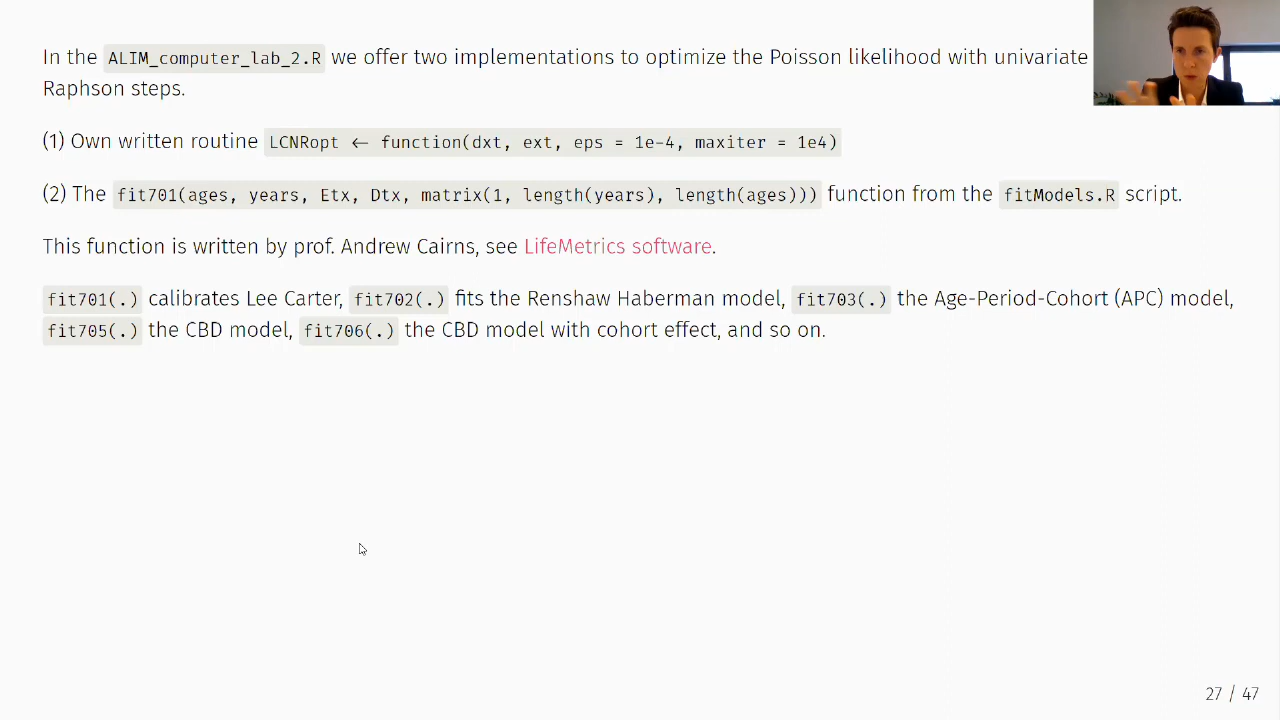 In the ALIM_computer_lab_2.R we offer two implementations to optimize the Poisson likelihood with univariate
Raphson steps.
(1) Own written routine LCNRopt ← function(dxt, ext, eps = 1e-4, maxiter = 1e4)
(2) The fit701(ages, years, Etx, Dtx, matrix(1, length(years), length(ages))) function from the fitModels.R script.
This function is written by prof. Andrew Cairns, see LifeMetrics software.
fit701(.) calibrates Lee Carter, fit702(.) fits the Renshaw Haberman model, fit703(.) the Age-Period-Cohort (APC) model,
fit705(.) the CBD model, fit706(.) the CBD model with cohort effect, and so on.
27 / 47